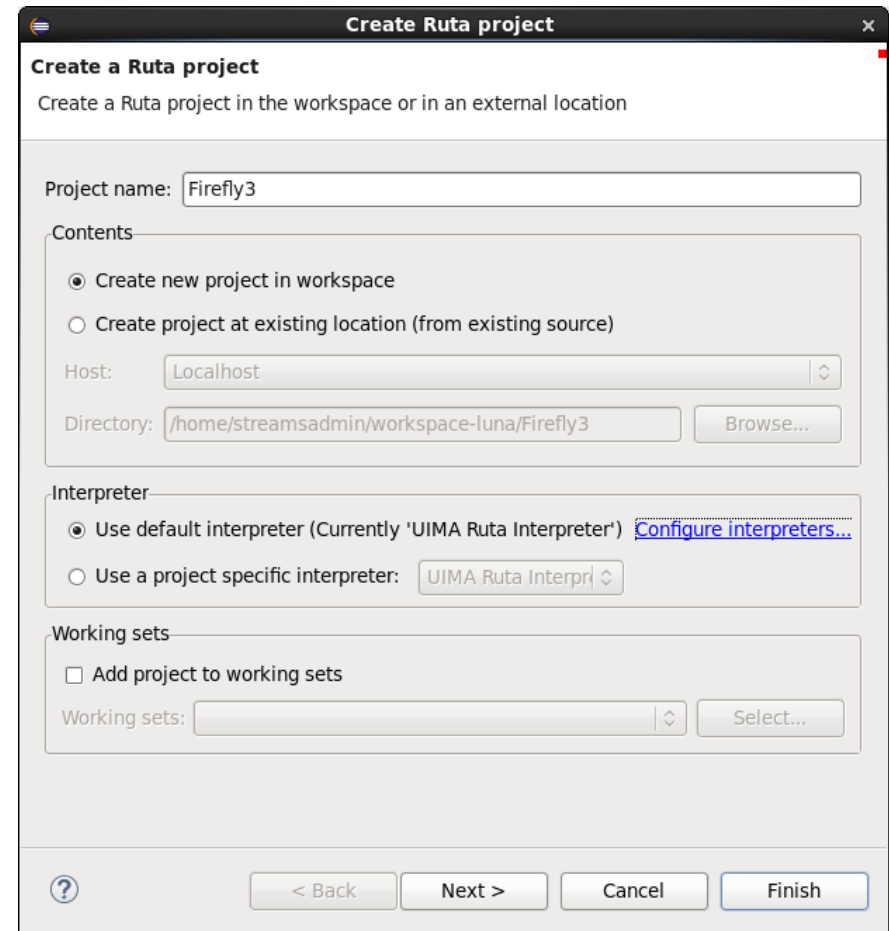 Create Ruta project
Create a Ruta project
Create a Ruta project in the workspace or in an external location
Project name: Firefly3
Contents
Create new project in workspace
Create project at existing location (from existing source)
Host: Localhost
Directory: /home/streamsadmin/workspace-luna/Firefly3 Browse...
Interpreter
Use default interpreter (Currently 'UIMA Ruta Interpreter') Configure interpreters...
Use a project specific interpreter: UIMA Ruta Interpr
Working sets
Add project to working sets
Working sets: Select...
< Back Next > Cancel Finish